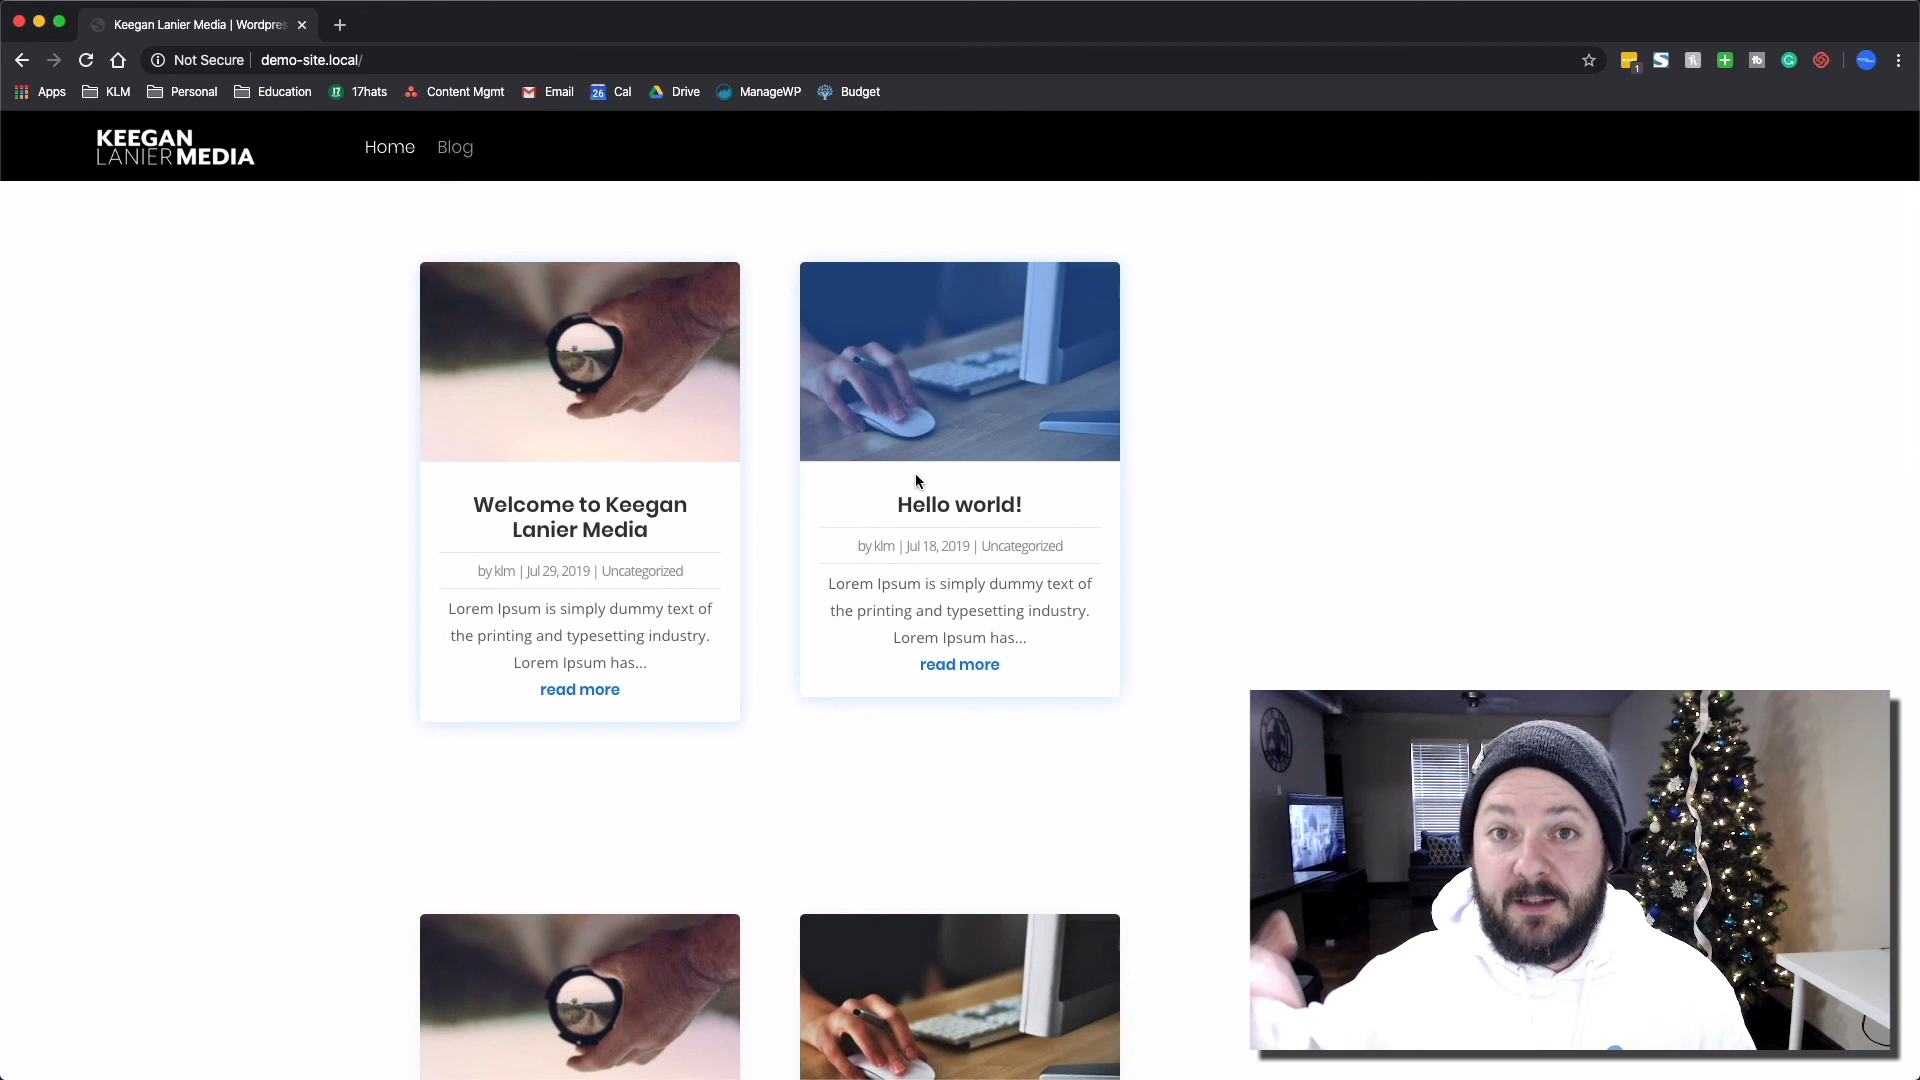 Keegan Lanier Media | Wordpres
Not Secure
demo-site.local/
1
Apps
KLM
Personal
Education
17
17hats
Content Mgmt
Email
26
Cal
Drive
ManageWP
Budget
KEEGAN
LANIER MEDIA
Home
Blog
Welcome to Keegan
Lanier Media
by klm | Jul 29, 2019 | Uncategorized
Lorem Ipsum is simply dummy text of
the printing and typesetting industry.
Lorem Ipsum has...
read more
Hello world!
by klm | Jul 18, 2019 | Uncategorized
Lorem Ipsum is simply dummy text of
the printing and typesetting industry.
Lorem Ipsum has...
read more